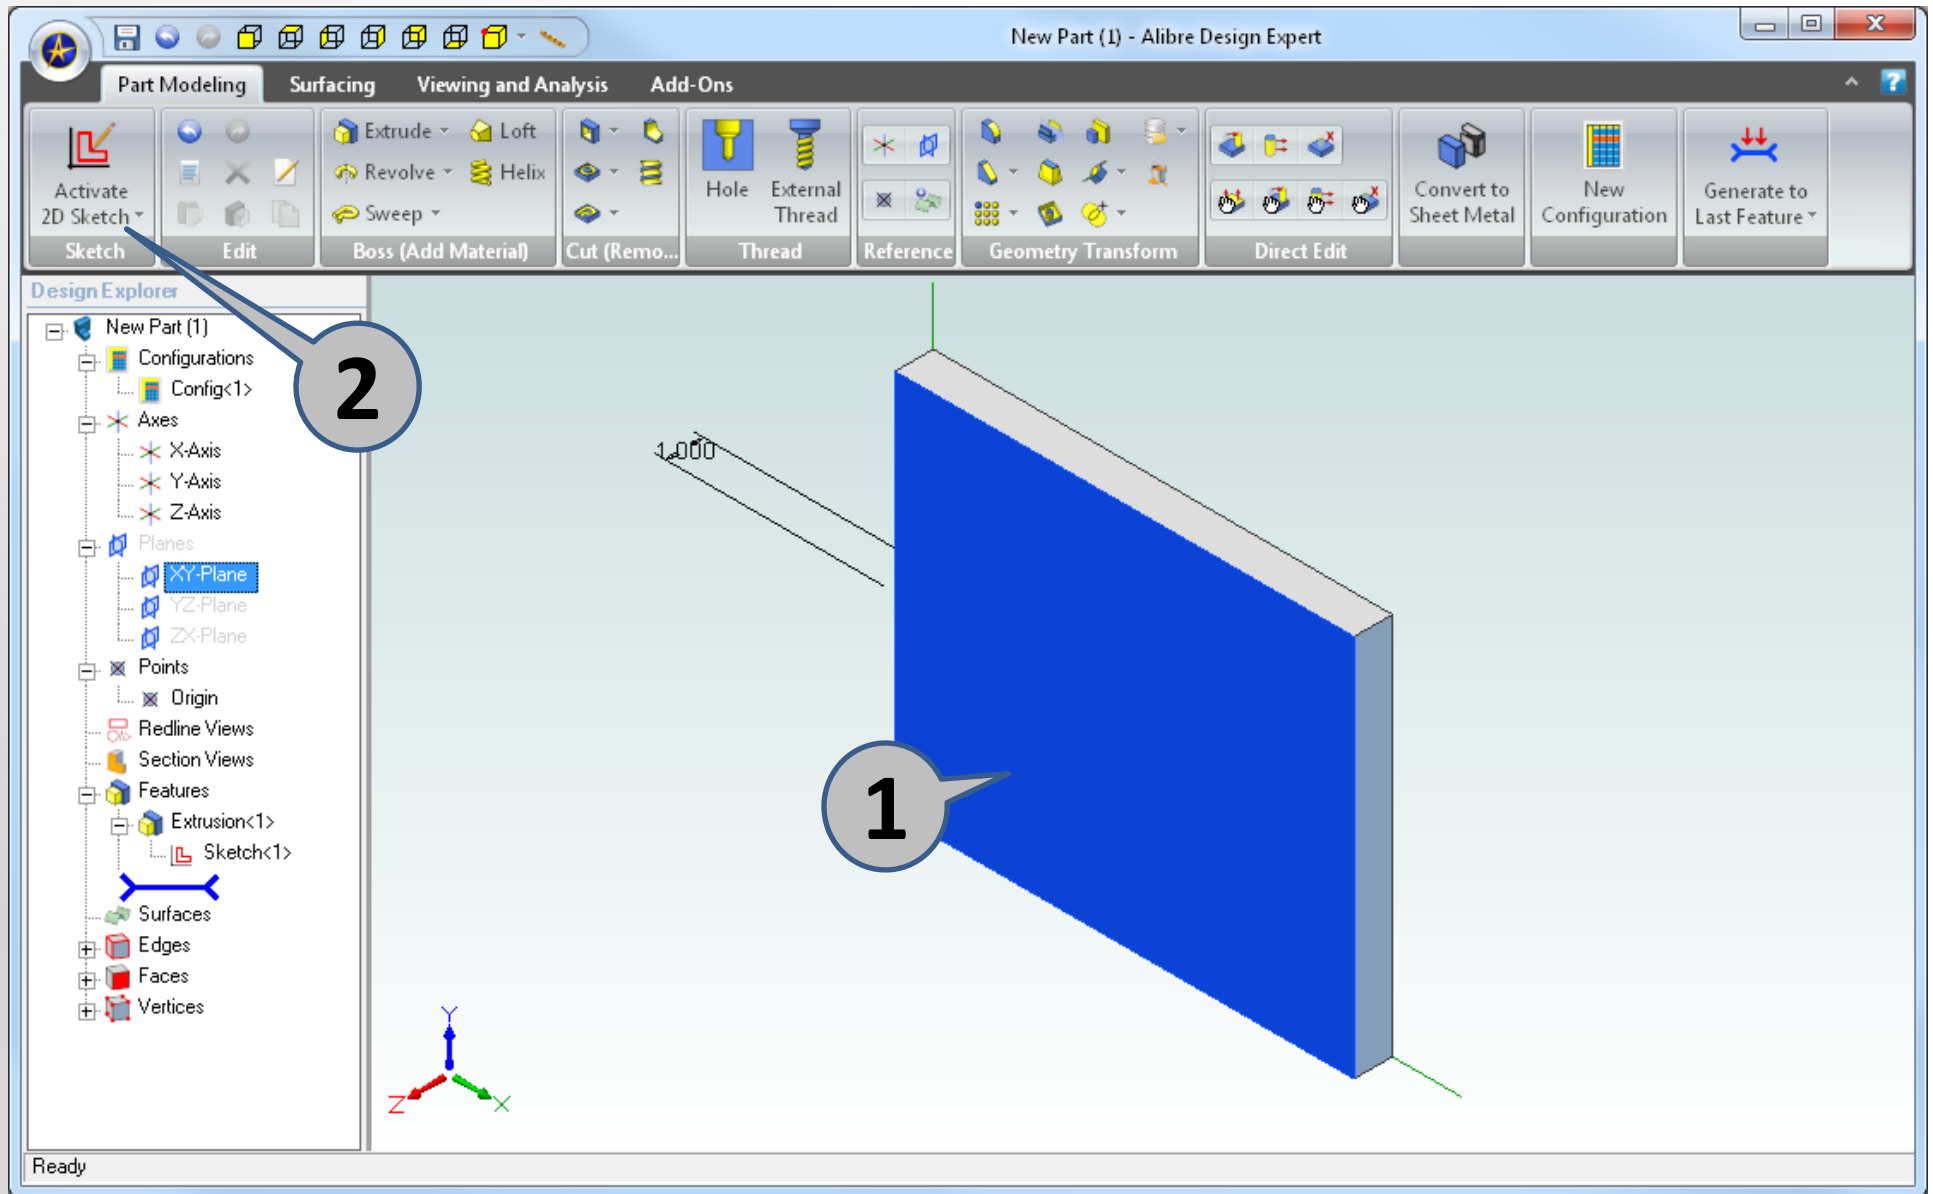 New Part (1) - Alibre Design Expert
Part Modeling Surfacing Viewing and Analysis Add-Ons
Activate
2D Sketch
Sketch
Edit
Extrude Loft
Revolve Helix
Sweep
Boss (Add Material)
Cut (Remo...
Hole
External
Thread
Thread
Reference
Geometry Transform
Direct Edit
Convert to
Sheet Metal
New
Configuration
Generate to
Last Feature
Design Explorer
New Part (1)
Configurations
Config<1>
Axes
X-Axis
Y-Axis
Z-Axis
Planes
XY-Plane
YZ-Plane
ZX-Plane
Points
Origin
Redline Views
Section Views
Features
Extrusion<1>
Sketch<1>
Surfaces
Edges
Faces
Vertices
2
1.000
1
Y
Z
X
Ready